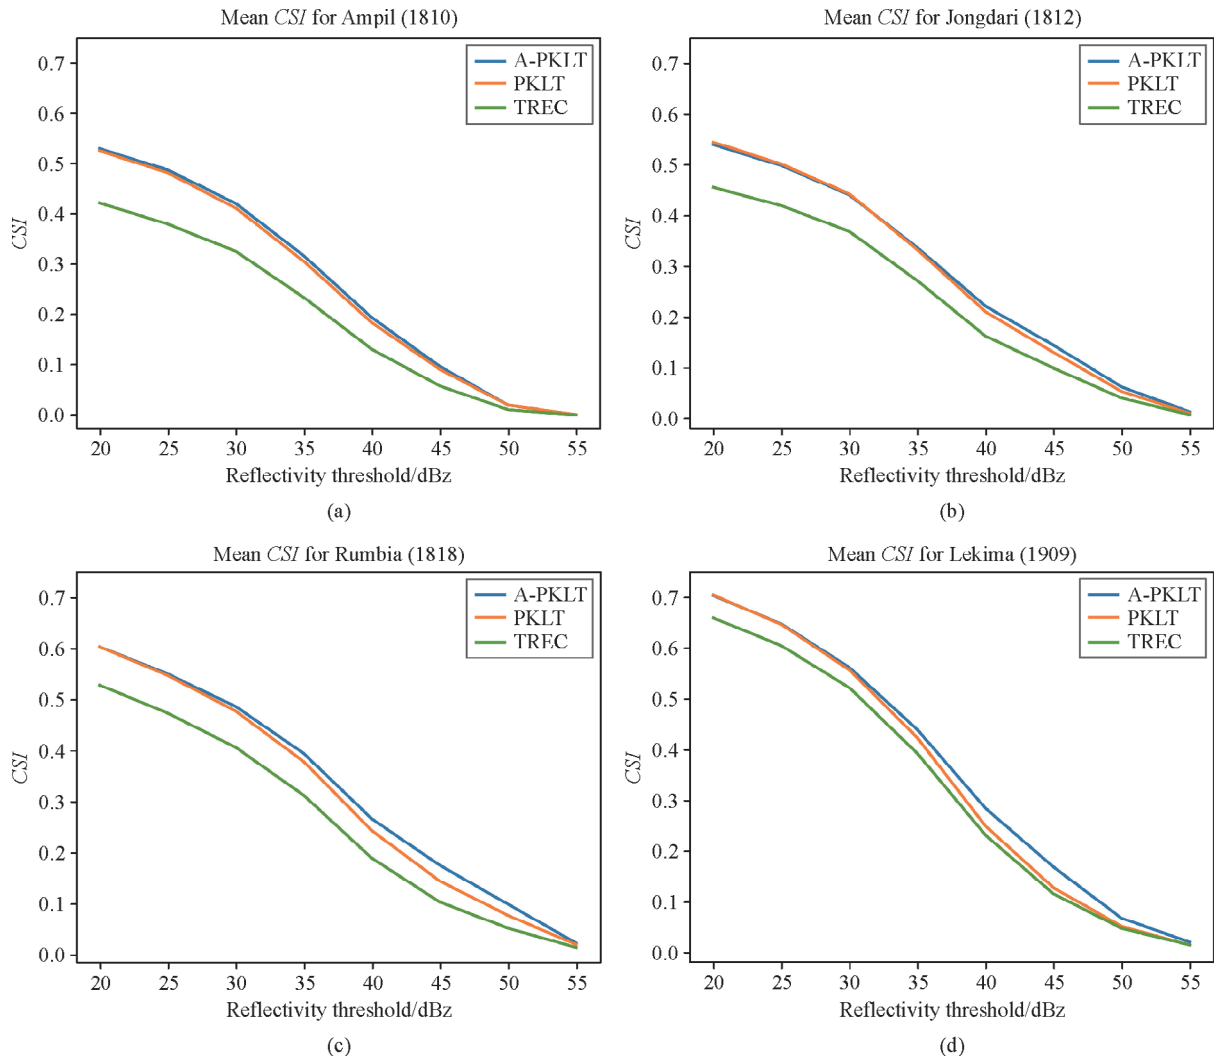 Mean CSI for Ampil (1810)
0.7
0.6
0.5
0.4
0.3
0.2
0.1
0.0
CSI
A-PKLT
PKLT
TREC
20 25 30 35 40 45 50 55
Reflectivity threshold/dBz
(a)
Mean CSI for Jongdari (1812)
0.7
0.6
0.5
0.4
0.3
0.2
0.1
0.0
CSI
A-PKLT
PKLT
TREC
20 25 30 35 40 45 50 55
Reflectivity threshold/dBz
(b)
Mean CSI for Rumbia (1818)
0.7
0.6
0.5
0.4
0.3
0.2
0.1
0.0
CSI
A-PKLT
PKLT
TREC
20 25 30 35 40 45 50 55
Reflectivity threshold/dBz
(c)
Mean CSI for Lekima (1909)
0.7
0.6
0.5
0.4
0.3
0.2
0.1
0.0
CSI
A-PKLT
PKLT
TREC
20 25 30 35 40 45 50 55
Reflectivity threshold/dBz
(d)